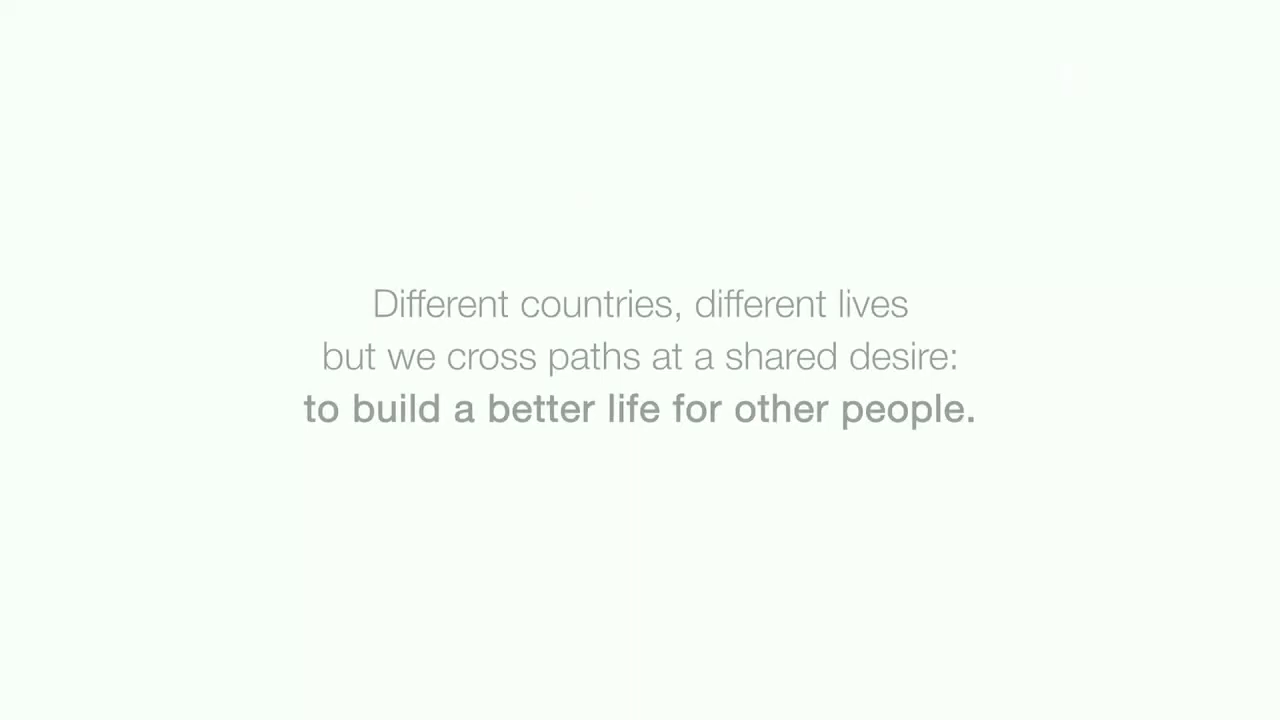 Different countries, different lives
but we cross paths at a shared desire:
to build a better life for other people.